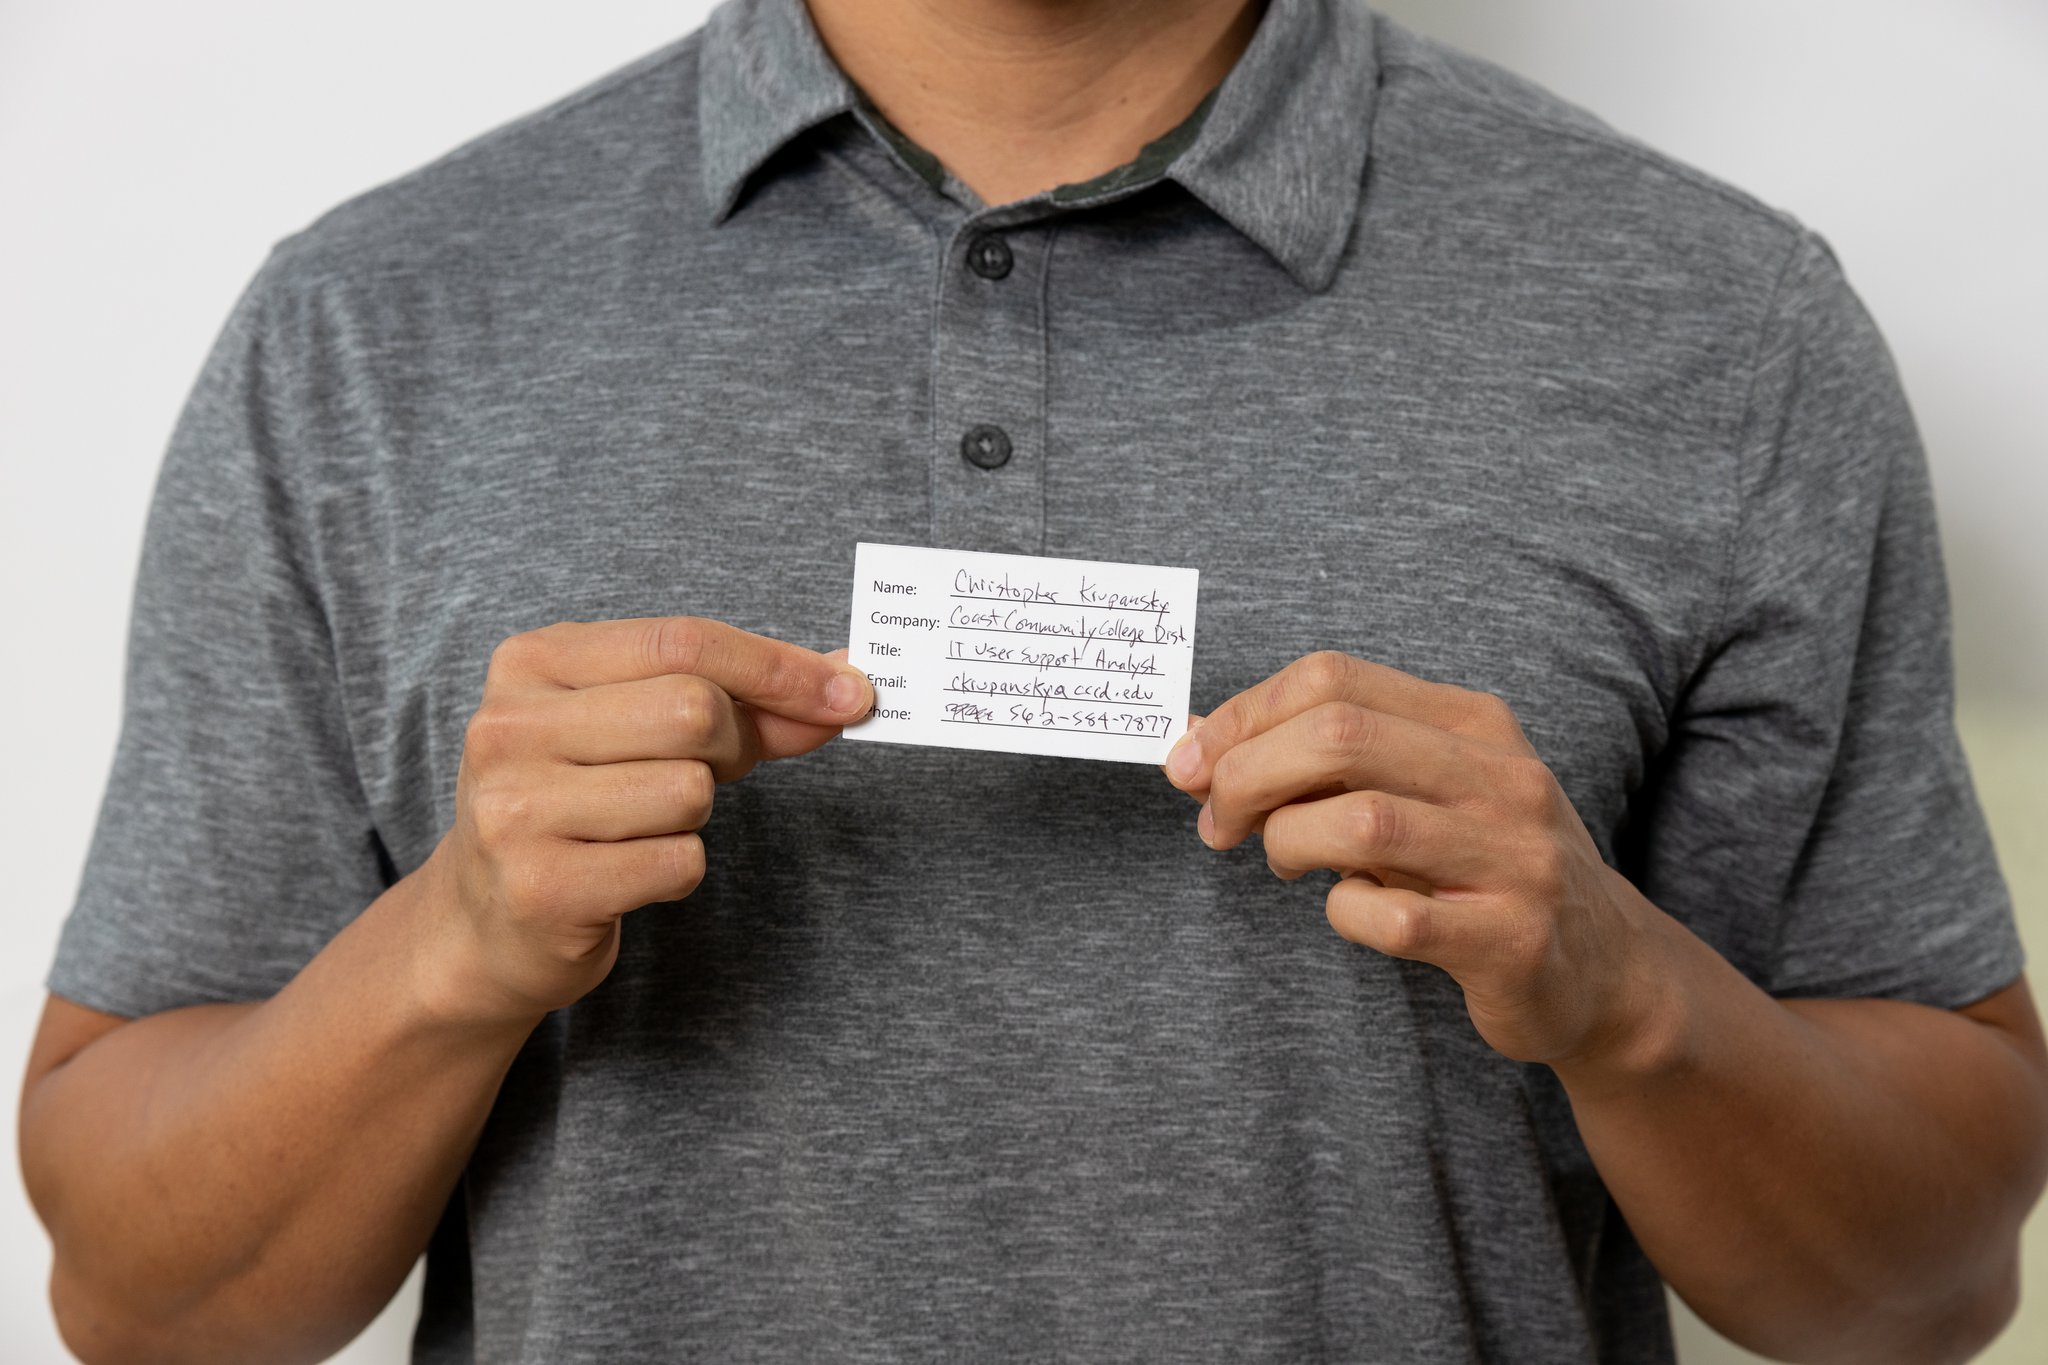 Name: Christopher Krupansky
Company: Coast Community College Dist.
Title: IT User Support Analyst
Email: ckrupansky@cccd.edu
Phone: 562-584-7877